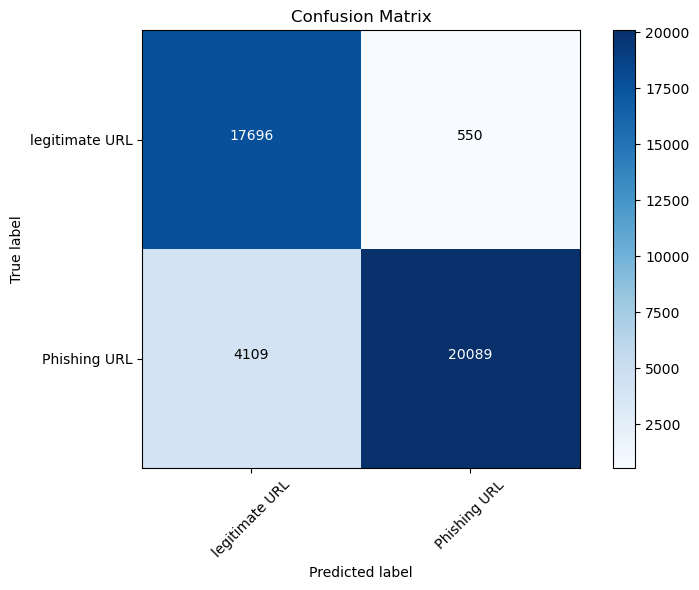 Confusion Matrix
legitimate URL
17696
550
Phishing URL
4109
20089
True label
legitimate URL
Phishing URL
Predicted label
20000
17500
15000
12500
10000
7500
5000
2500